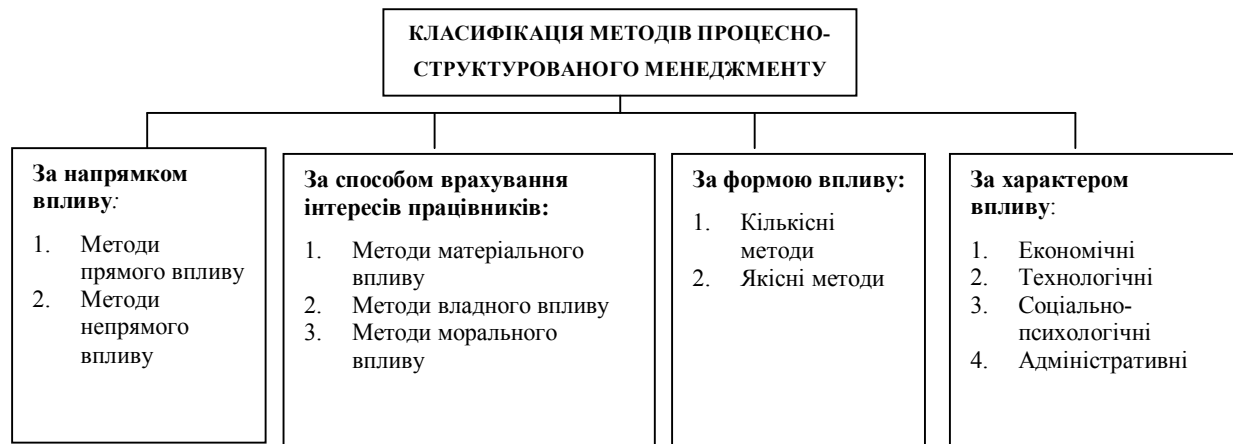 КЛАСИФІКАЦІЯ МЕТОДІВ ПРОЦЕСНО-
СТРУКТУРОВАНОГО МЕНЕДЖМЕНТУ
За напрямком
впливу:
1. Методи
прямого впливу
2. Методи
непрямого
впливу
За способом врахування
інтересів працівників:
1. Методи матеріального
впливу
2. Методи владного впливу
3. Методи морального
впливу
За формою впливу:
1. Кількісні
методи
2. Якісні методи
За характером
впливу:
1. Економічні
2. Технологічні
3. Соціально-
психологічні
4. Адміністративні